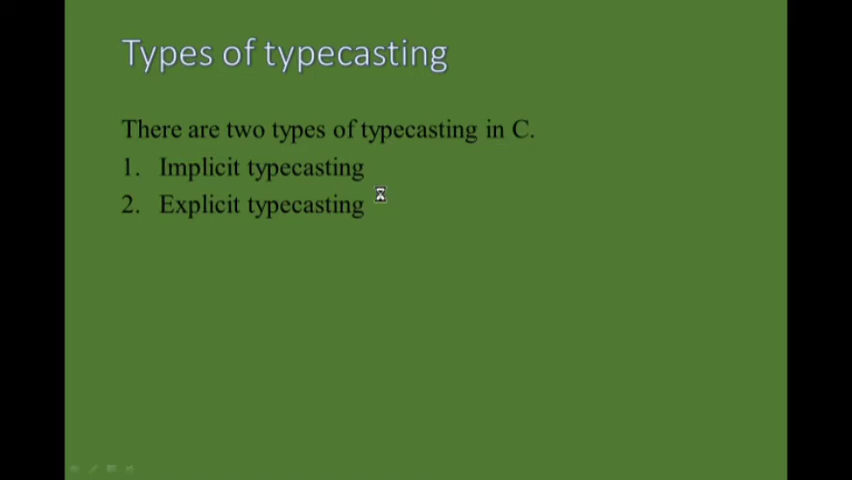 Types of typecasting
There are two types of typecasting in C.
1. Implicit typecasting
2. Explicit typecasting